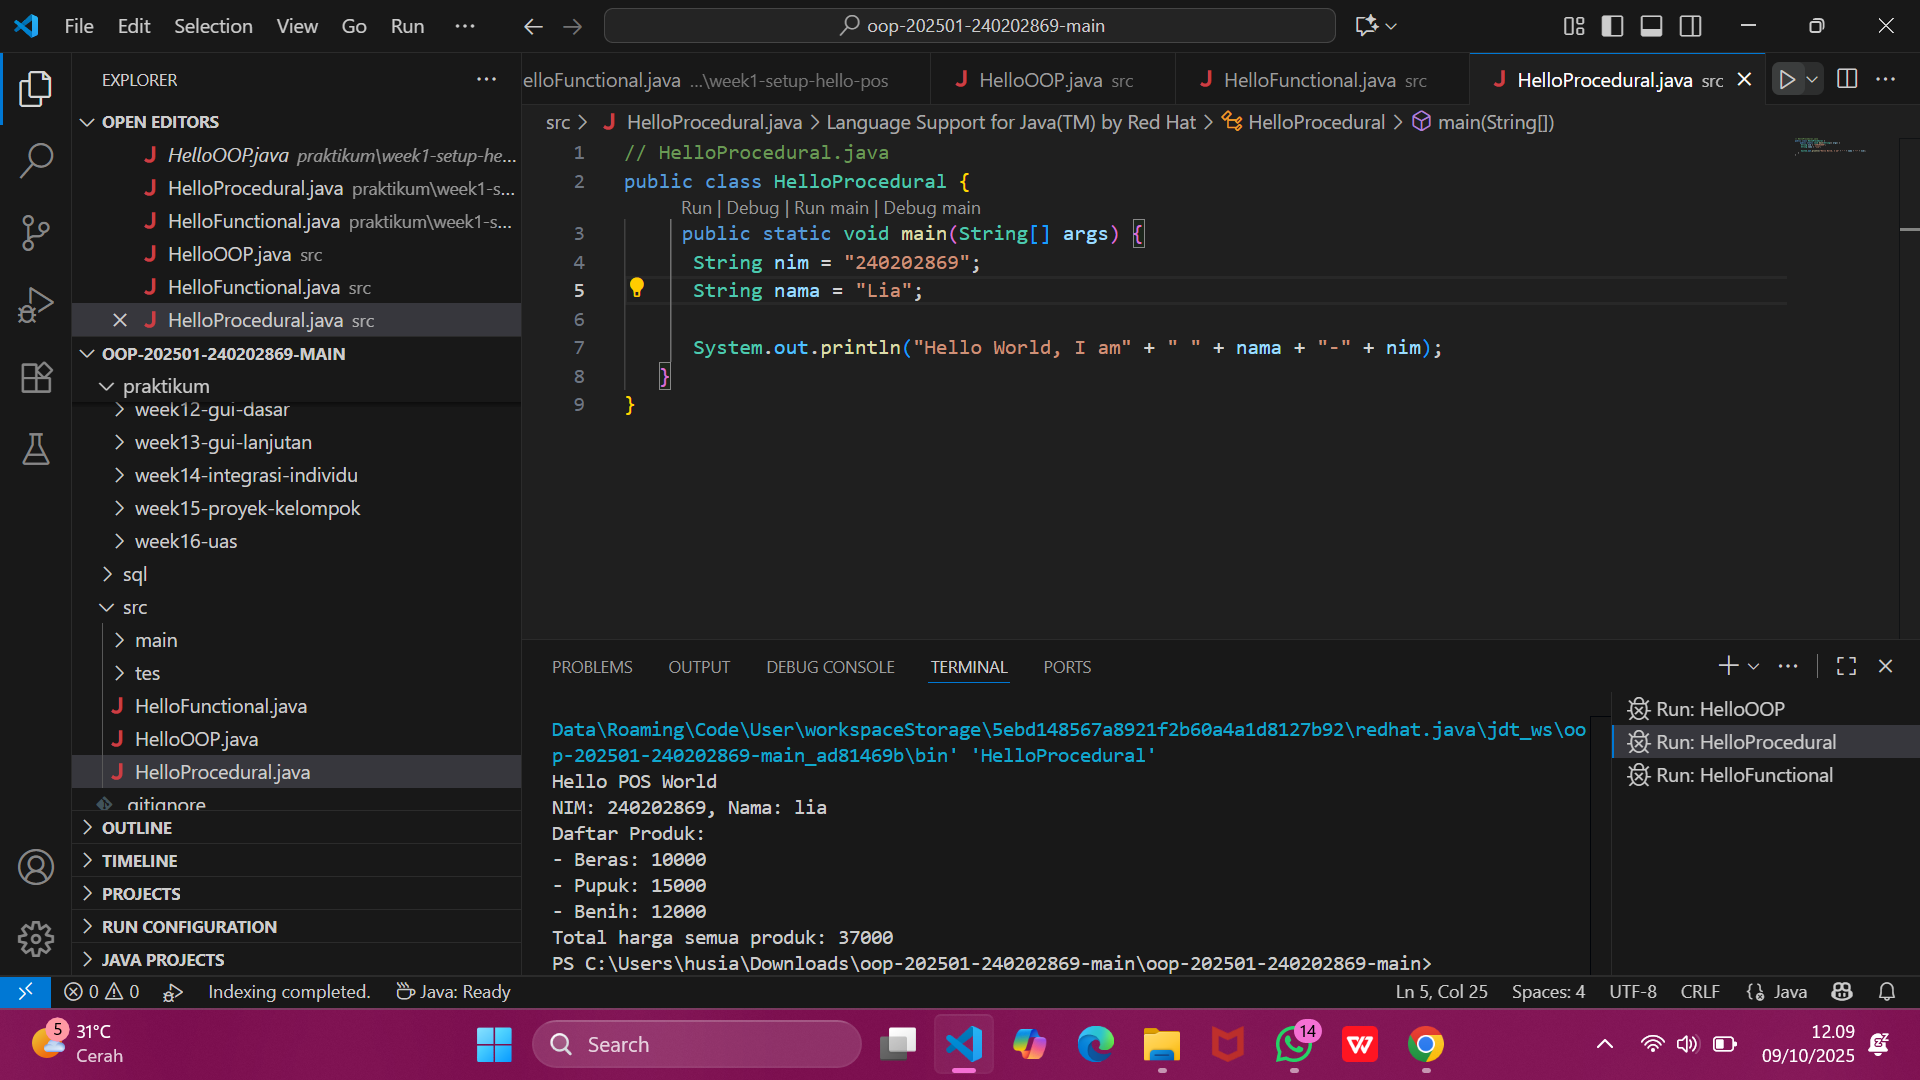 File Edit Selection View Go Run ···
oop-202501-240202869-main
EXPLORER
OPEN EDITORS
HelloOOP.java praktikum\week1-setup-he...
HelloProcedural.java praktikum\week1-s...
HelloFunctional.java praktikum\week1-s...
HelloOOP.java src
HelloFunctional.java src
HelloProcedural.java src
OOP-202501-240202869-MAIN
praktikum
week12-gui-dasar
week13-gui-lanjutan
week14-integrasi-individu
week15-proyek-kelompok
week16-uas
sql
src
main
tes
HelloFunctional.java
HelloOOP.java
HelloProcedural.java
.gitignore
OUTLINE
TIMELINE
PROJECTS
RUN CONFIGURATION
JAVA PROJECTS
elloFunctional.java ...\week1-setup-hello-pos
HelloOOP.java src
HelloFunctional.java src
HelloProcedural.java src
src > HelloProcedural.java > Language Support for Java(TM) by Red Hat > HelloProcedural > main(String[])
1 // HelloProcedural.java
2 public class HelloProcedural {
Run | Debug | Run main | Debug main
3 public static void main(String[] args) {
4 String nim = "240202869";
5 String nama = "Lia";
6
7 System.out.println("Hello World, I am" + " " + nama + "-" + nim);
8 }
9 }
PROBLEMS OUTPUT DEBUG CONSOLE TERMINAL PORTS
Data\Roaming\Code\User\workspaceStorage\5ebd148567a8921f2b60a4a1d8127b92\redhat.java\jdt_ws\oo
p-202501-240202869-main_ad81469b\bin' 'HelloProcedural'
Hello POS World
NIM: 240202869, Nama: lia
Daftar Produk:
- Beras: 10000
- Pupuk: 15000
- Benih: 12000
Total harga semua produk: 37000
PS C:\Users\husia\Downloads\oop-202501-240202869-main\oop-202501-240202869-main>
Run: HelloOOP
Run: HelloProcedural
Run: HelloFunctional
0 0 Indexing completed. Java: Ready
Ln 5, Col 25 Spaces: 4 UTF-8 CRLF Java
5
31°C
Cerah
Search
14
W
12.09
09/10/2025